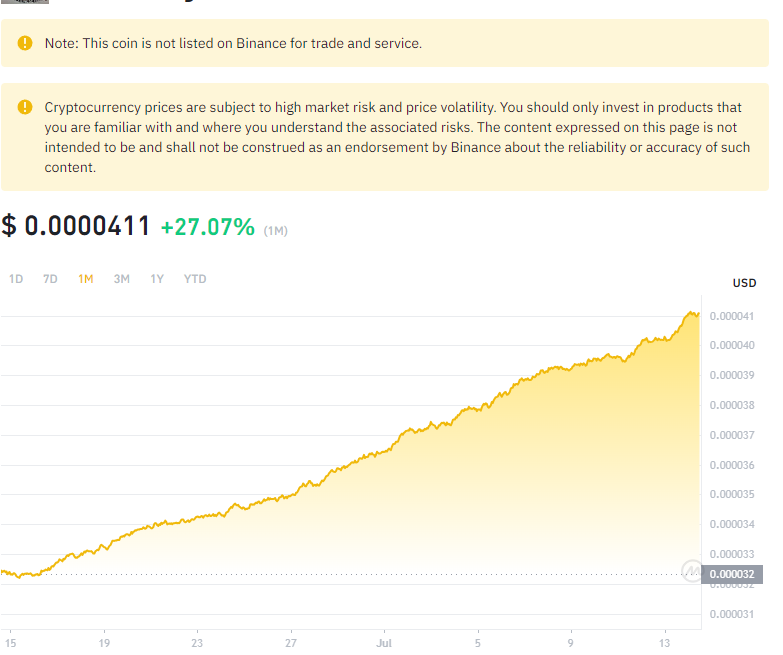 Note: This coin is not listed on Binance for trade and service.
Cryptocurrency prices are subject to high market risk and price volatility. You should only invest in products that
you are familiar with and where you understand the associated risks. The content expressed on this page is not
intended to be and shall not be construed as an endorsement by Binance about the reliability or accuracy of such
content.
$ 0.0000411 +27.07% (1M)
1D 7D 1M 3M 1Y YTD
USD
0.000041
0.000040
0.000039
0.000038
0.000037
0.000036
0.000035
0.000034
0.000033
0.000032
0.000031
15 19 23 27 Jul 5 9 13